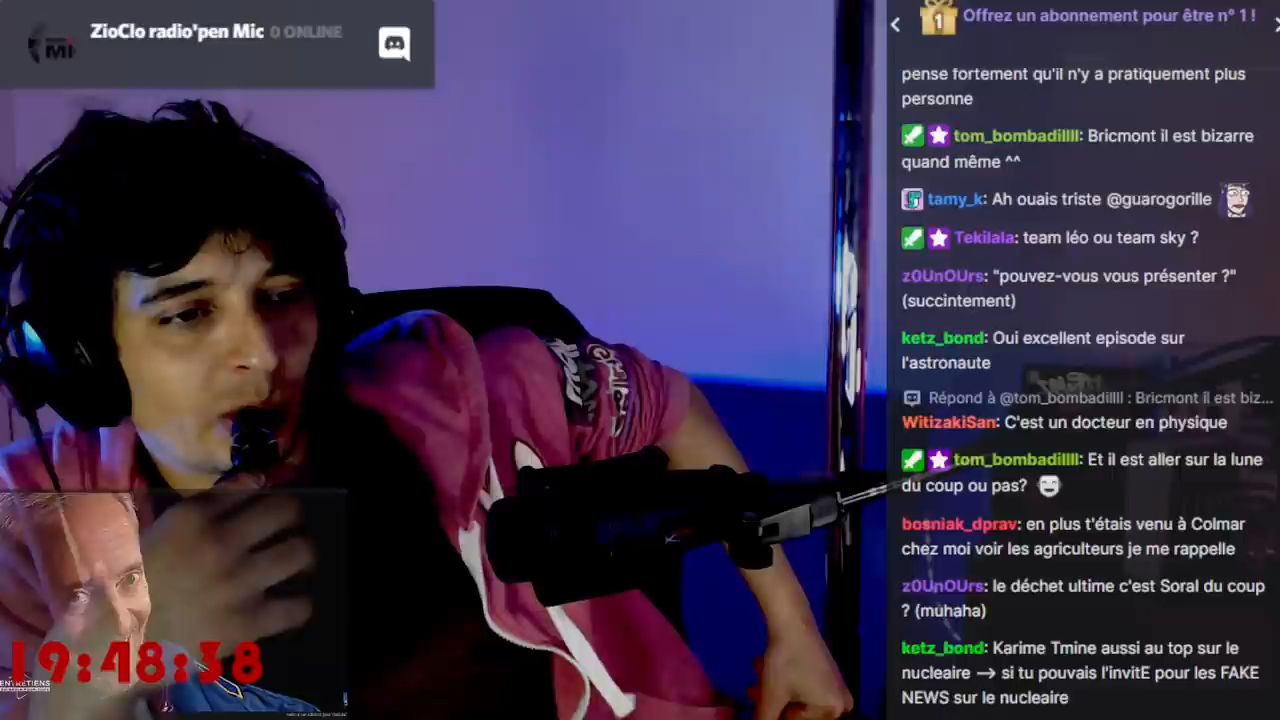 ZioClo radio'pen Mic 0 ONLINE
MI
1
Offrez un abonnement pour être n° 1 !
pense fortement qu'il n'y a pratiquement plus
personne
tom_bombadillll: Bricmont il est bizarre
quand même ^^
tamy_k: Ah ouais triste @guarogorille
Tekilala: team léo ou team sky ?
z0UnOUrs: "pouvez-vous vous présenter ?"
(succintement)
ketz_bond: Oui excellent episode sur
l'astronaute
Répond à @tom_bombadillll : Bricmont il est biz...
WitizakiSan: C'est un docteur en physique
tom_bombadillll: Et il est aller sur la lune
du coup ou pas?
bosniak_dprav: en plus t'étais venu à Colmar
chez moi voir les agriculteurs je me rappelle
z0UnOUrs: le déchet ultime c'est Soral du coup
? (muhaha)
ketz_bond: Karime Tmine aussi au top sur le
nucleaire --> si tu pouvais l'invitE pour les FAKE
NEWS sur le nucleaire
19:48:38
ENTRETIENS